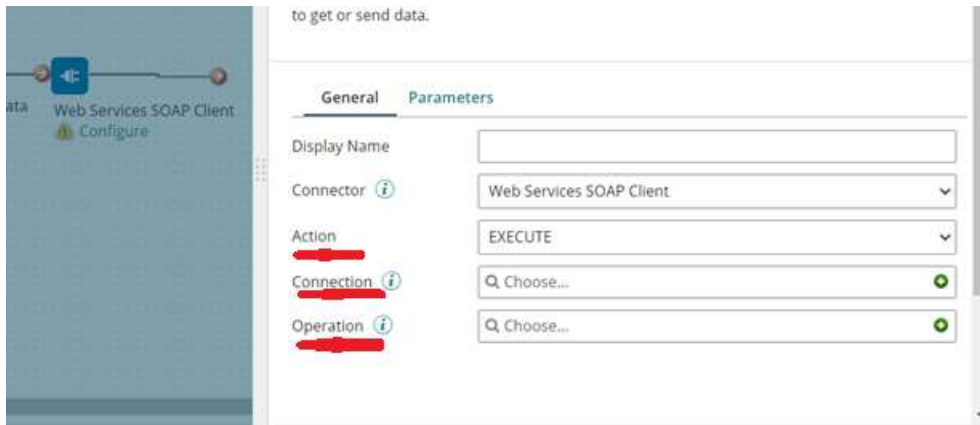 to get or send data.
ata
Web Services SOAP Client
Configure
General Parameters
Display Name
Connector i Web Services SOAP Client
Action EXECUTE
Connection i Choose...
Operation i Choose...